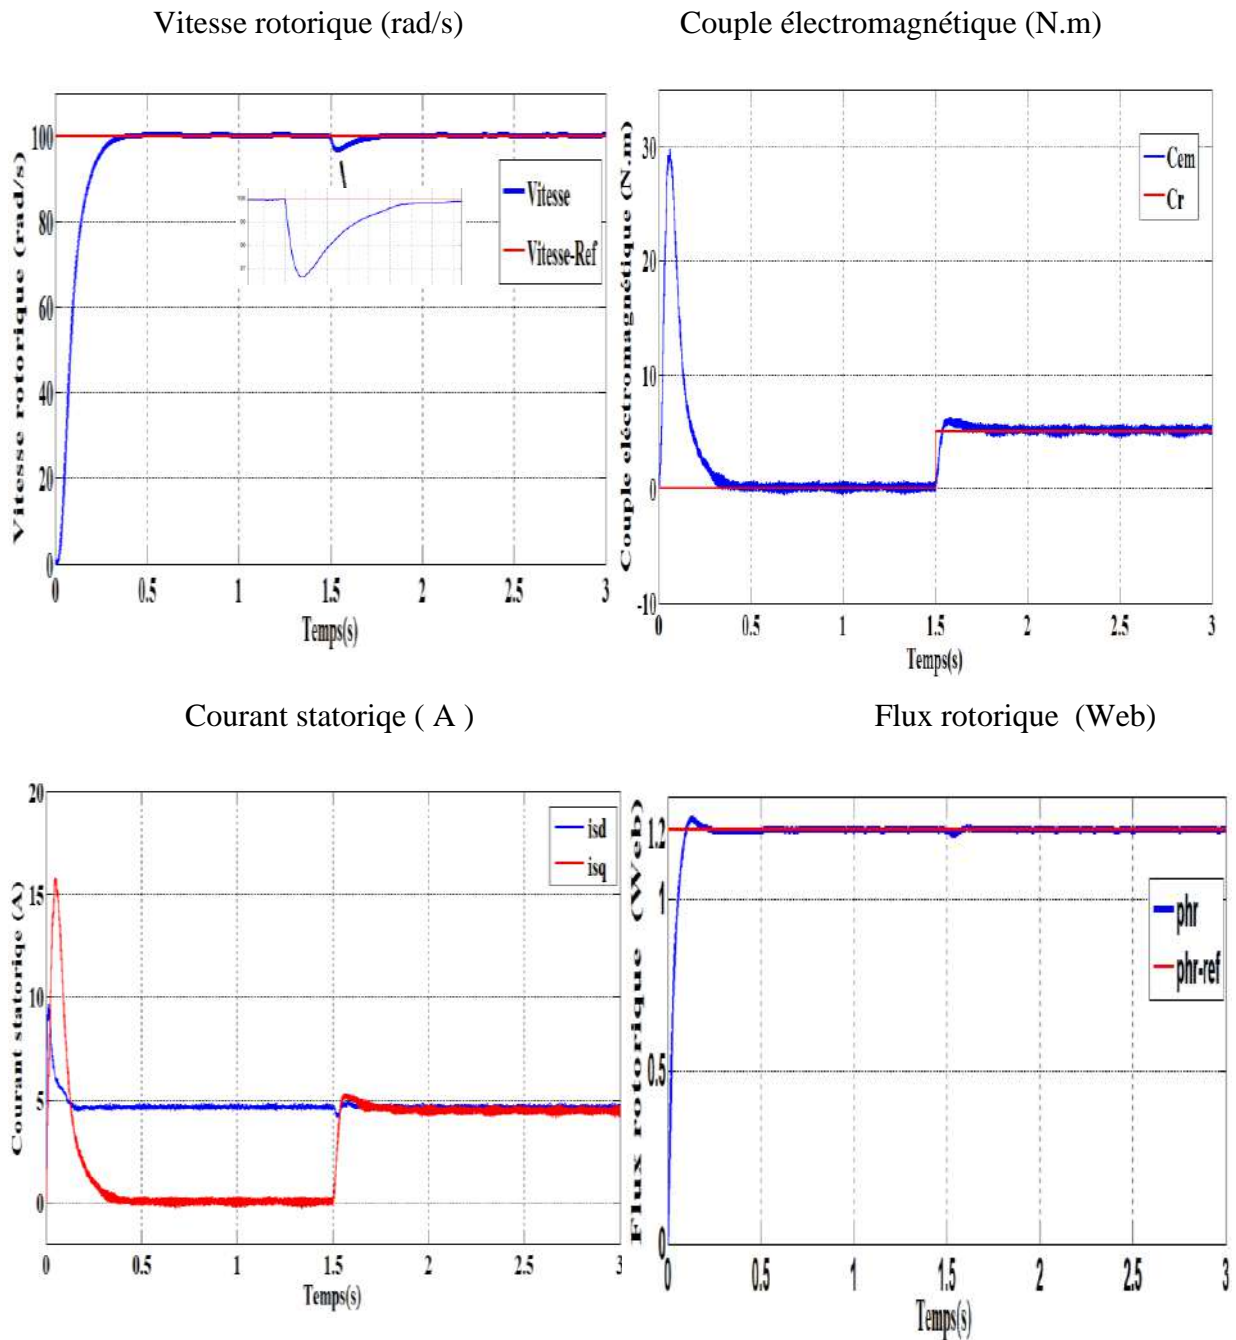 Vitesse rotorique (rad/s)
Couple électromagnétique (N.m)
Vitesse rotorique (rad/s)
100
80
60
40
20
0
0 0.5 1 1.5 2 2.5 3
Temps(s)
Vitesse
Vitesse-Ref
100
99
98
97
Couple eléctromagnétique (N.m)
30
20
10
0
-10
0 0.5 1 1.5 2 2.5 3
Temps(s)
Cem
Cr
Courant statoriqe ( A )
Flux rotorique (Web)
Courant statoriqe (A)
20
15
10
5
0
0 0.5 1 1.5 2 2.5 3
Temps(s)
isd
isq
Flux rotorique (Web)
1.2
1
0.5
0
0 0.5 1 1.5 2 2.5 3
Temps(s)
phr
phr-ref